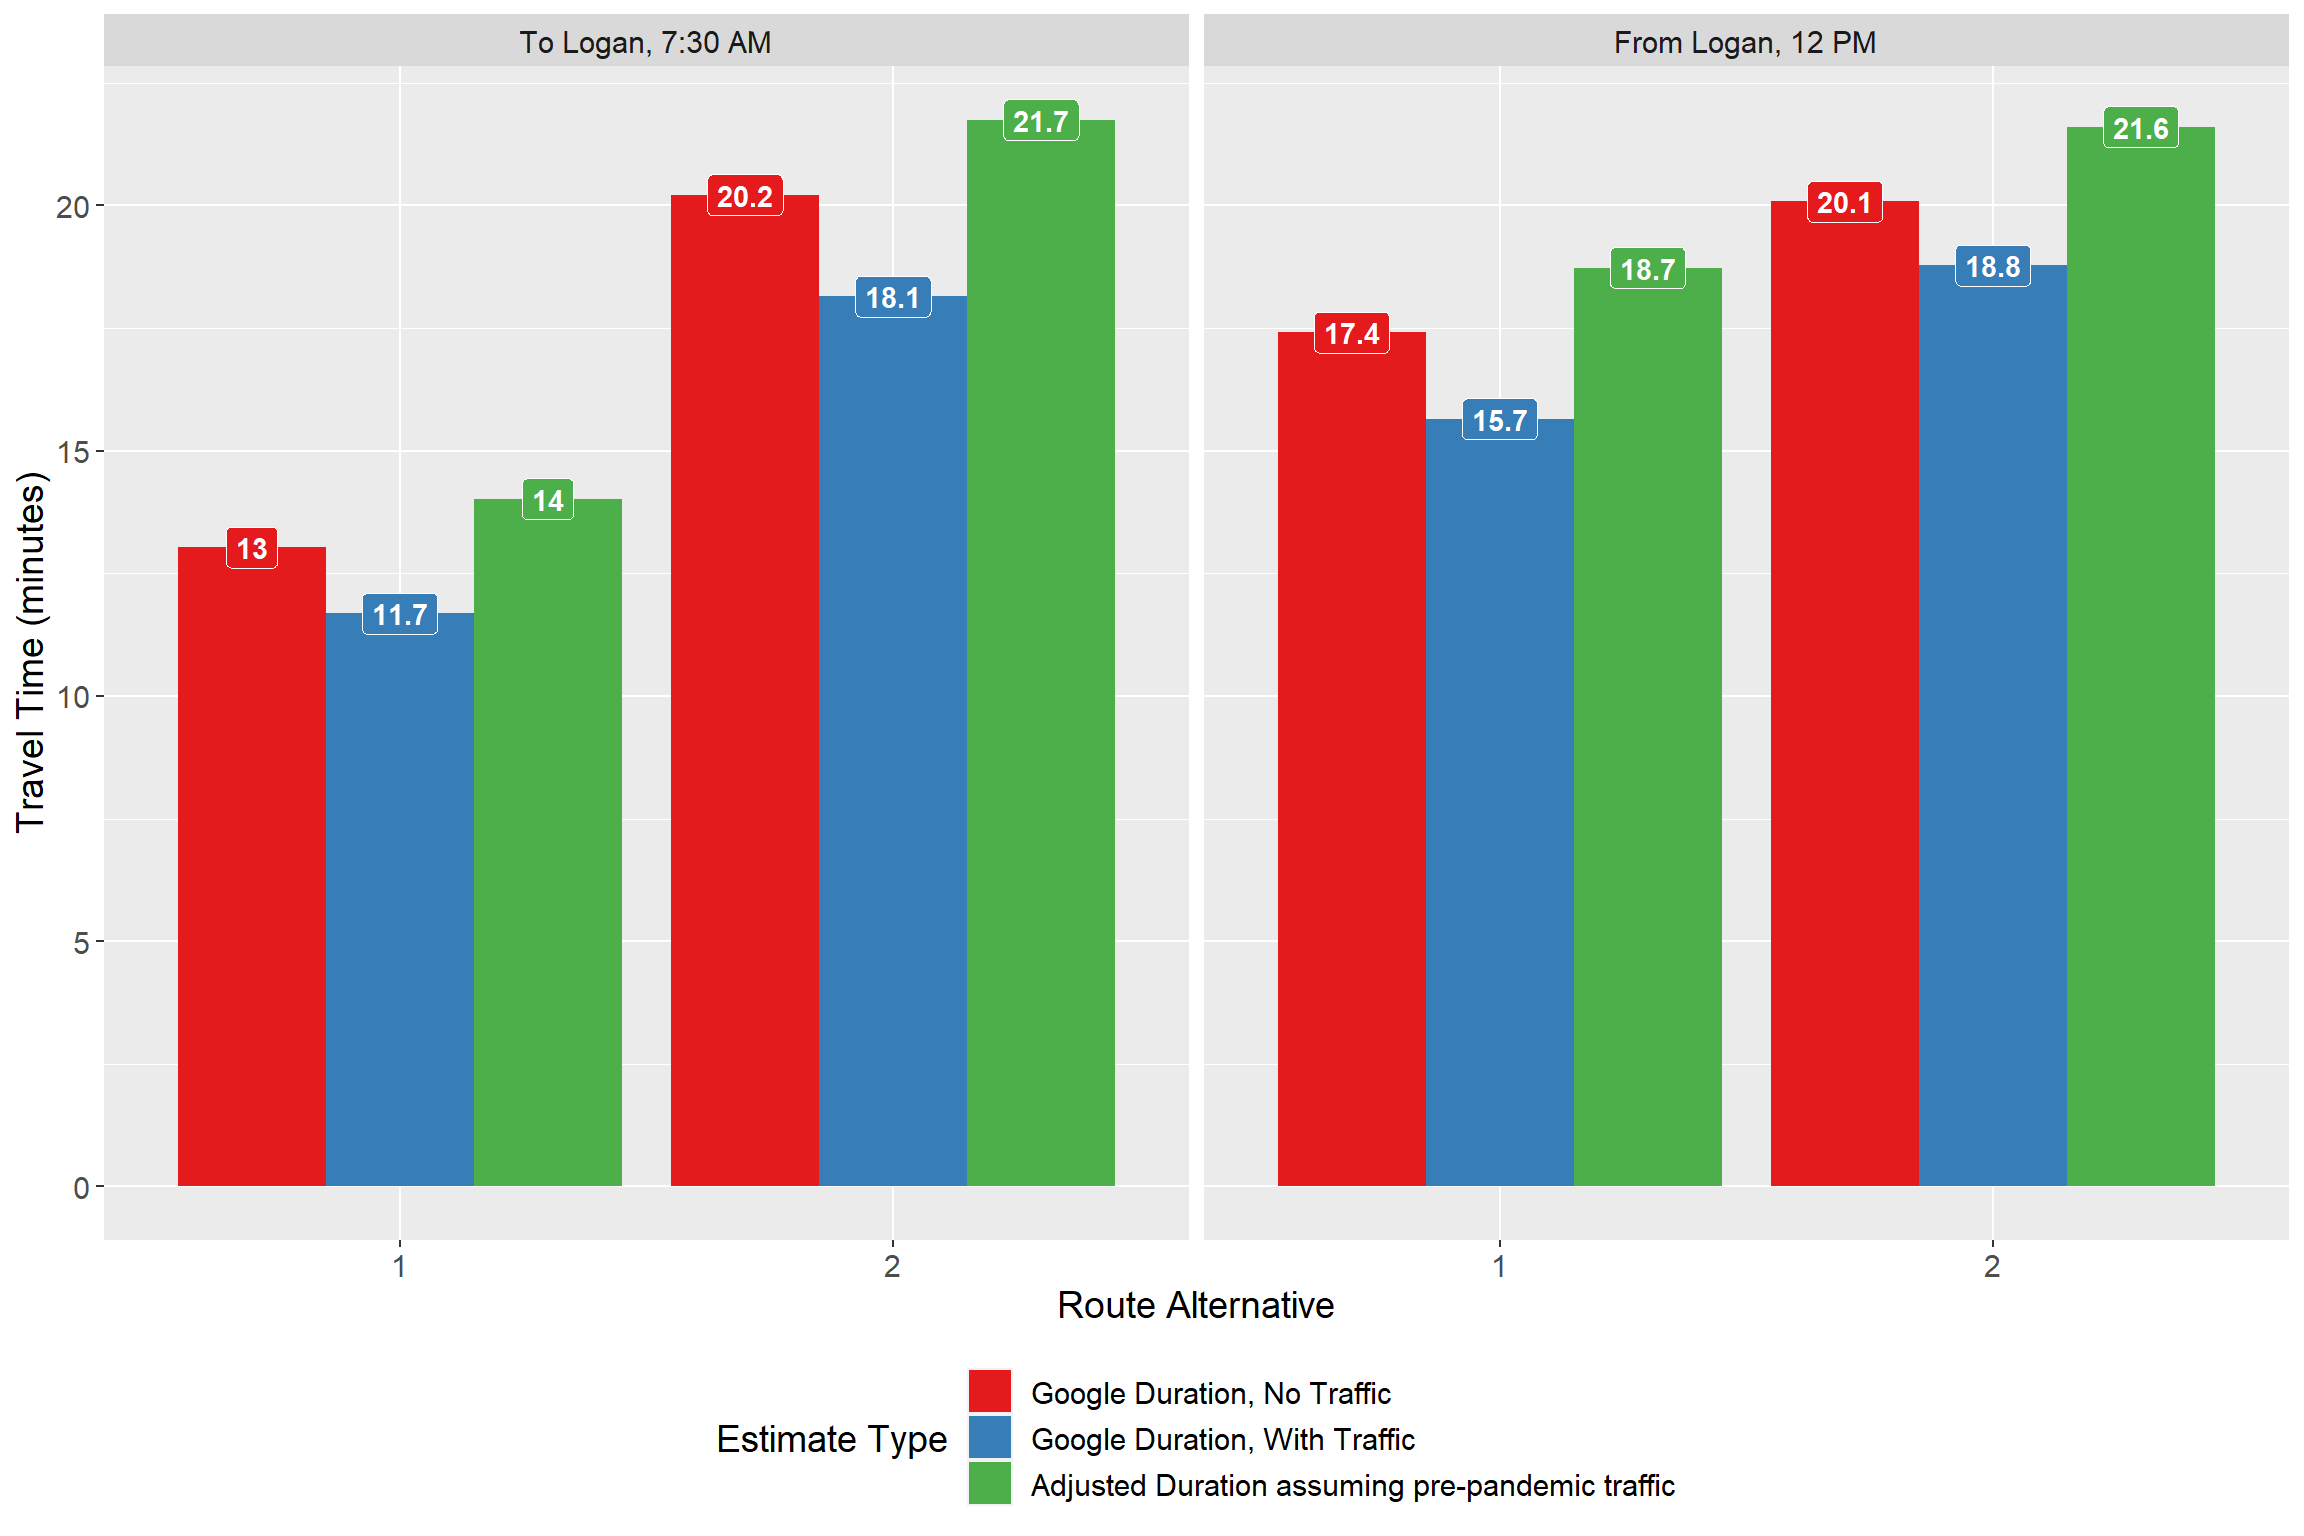 To Logan, 7:30 AM
From Logan, 12 PM
Travel Time (minutes)
20
15
10
5
0
13
11.7
14
20.2
18.1
21.7
17.4
15.7
18.7
20.1
18.8
21.6
1
2
1
2
Route Alternative
Estimate Type
Google Duration, No Traffic
Google Duration, With Traffic
Adjusted Duration assuming pre-pandemic traffic